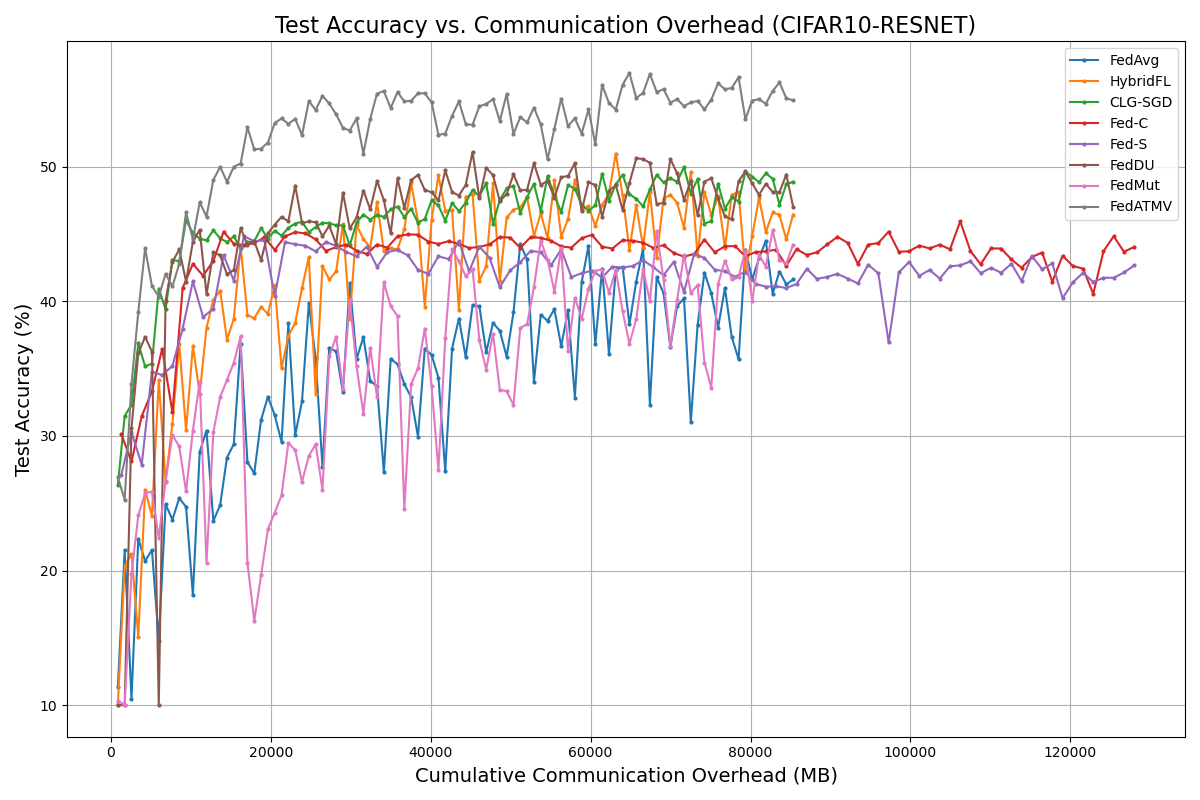 Test Accuracy vs. Communication Overhead (CIFAR10-RESNET)
FedAvg
HybridFL
CLG-SGD
Fed-C
Fed-S
FedDU
FedMut
FedATMV
Test Accuracy (%)
50
40
30
20
10
0 20000 40000 60000 80000 100000 120000
Cumulative Communication Overhead (MB)